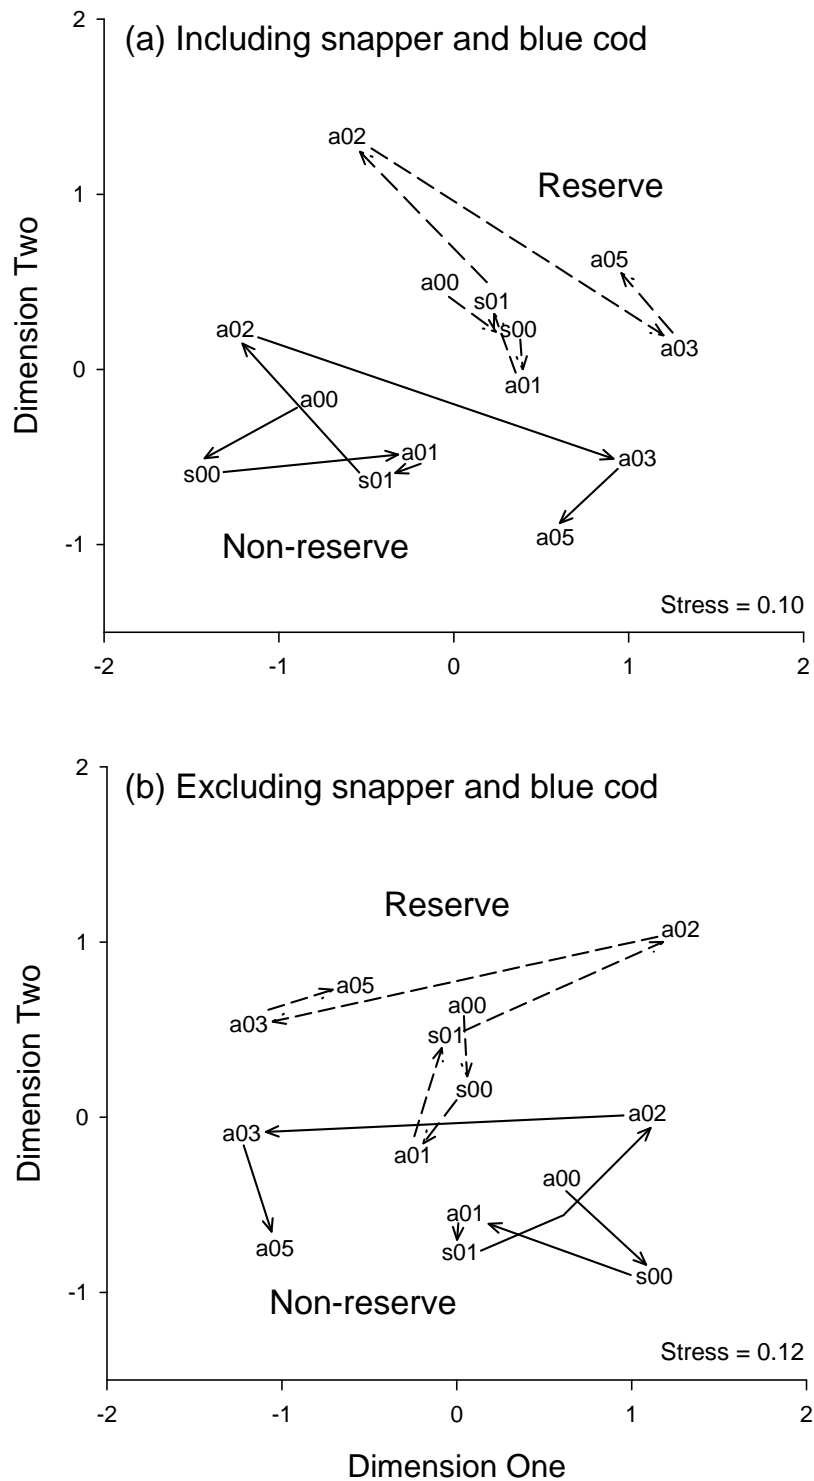 (a) Including snapper and blue cod
2
1
0
-1
Dimension Two
a02
Reserve
a05
a00
s01
s00
a02
a03
a01
a00
a01
a03
s00
s01
a05
Non-reserve
Stress = 0.10
-2
-1
0
1
2
(b) Excluding snapper and blue cod
2
1
0
-1
Dimension Two
Reserve
a02
a05
a00
a03
s01
s00
a02
a03
a01
a00
a01
a05
s01
s00
Non-reserve
Stress = 0.12
-2
-1
0
1
2
Dimension One